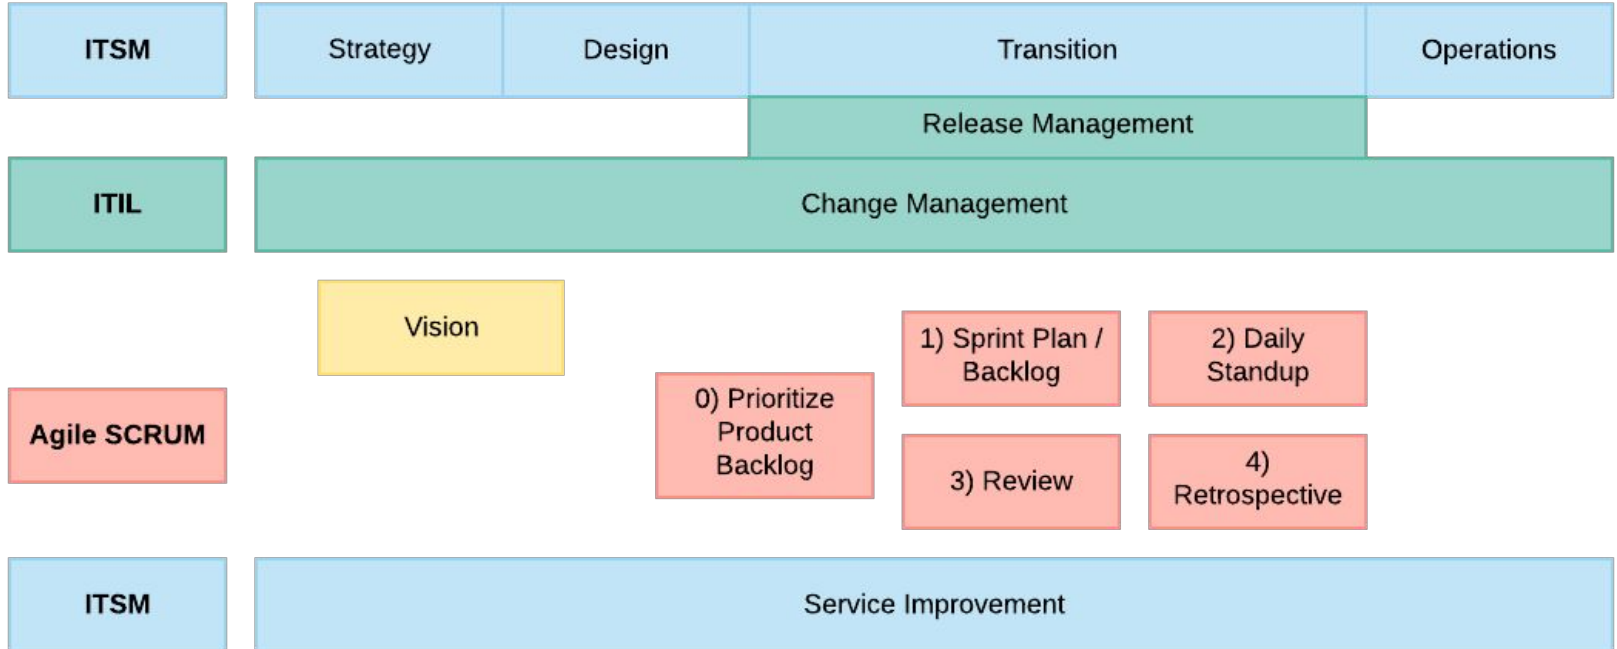 ITSM
Strategy
Design
Transition
Operations
Release Management
ITIL
Change Management
Vision
1) Sprint Plan /
Backlog
2) Daily
Standup
0) Prioritize
Product
Backlog
Agile SCRUM
3) Review
4)
Retrospective
ITSM
Service Improvement